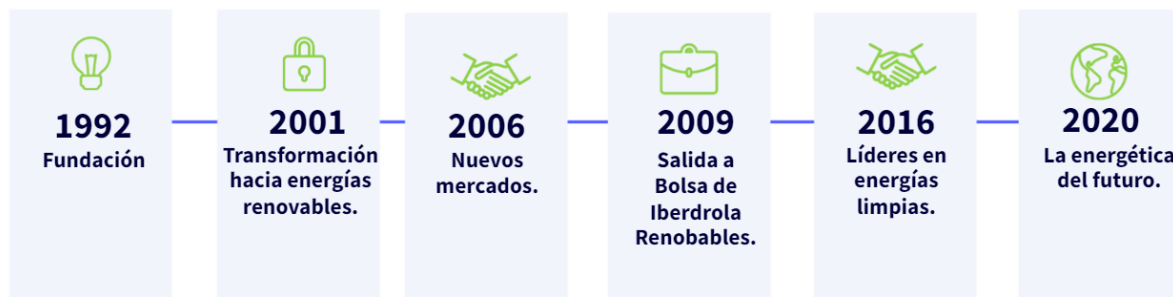 1992
Fundación
2001
Transformación
hacia energías
renovables.
2006
Nuevos
mercados.
2009
Salida a
Bolsa de
Iberdrola
Renobables.
2016
Líderes en
energías
limpias.
2020
La energética
del futuro.